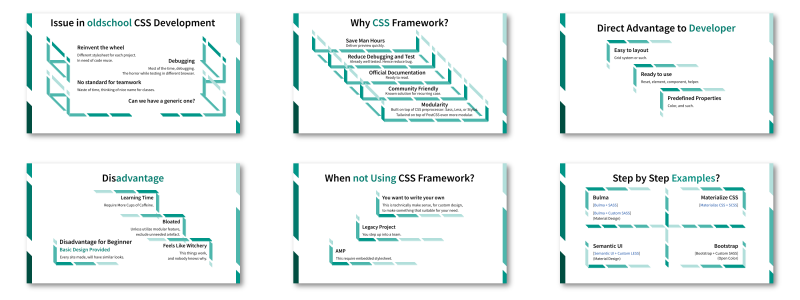 Issue in oldschool CSS Development
Reinvent the wheel
Different stylesheet for each project.
In need of code reuse.
Debugging
Most of the time, debugging.
The horror while testing in different browser.
No standard for teamwork
Waste of time, thinking of nice name for classes.
Can we have a generic one?
Why CSS Framework?
Save Man Hours
Deliver preview quickly.
Reduce Debugging and Test
Already well tested. Hence reduce bug.
Official Documentation
Ready to read.
Community Friendly
Known solution for recurring case.
Modularity
Built on top of CSS preprocessor: Sass, Less, or Stylus
Tailwind on top of PostCSS even more modular.
Direct Advantage to Developer
Easy to layout
Grid system or such.
Ready to use
Reset, element, component, helper.
Predefined Properties
Color, and such.
Disadvantage
Learning Time
Require More Cups of Caffeine.
Bloated
Unless under modular feature,
exclude unneeded artefact.
Feels Like Witchery
This things work,
and nobody knows why.
Disadvantage for Beginner
Basic Design Provided
Every site made, will have similar looks.
When not Using CSS Framework?
You want to write your own
This is technically make sense, for custom design,
to make something that suitable for your need.
Legacy Project
You step up into a team.
AMP
This require embedded stylesheet.
Step by Step Examples?
Bulma
[Bulma + SASS]
[Bulma + Custom SASS]
(Material Design)
Materialize CSS
[Materialize CSS + SCSS]
Semantic UI
[Semantic UI + Custom LESS]
(Material Design)
Bootstrap
[Bootstrap + Custom SASS]
(Open Color)